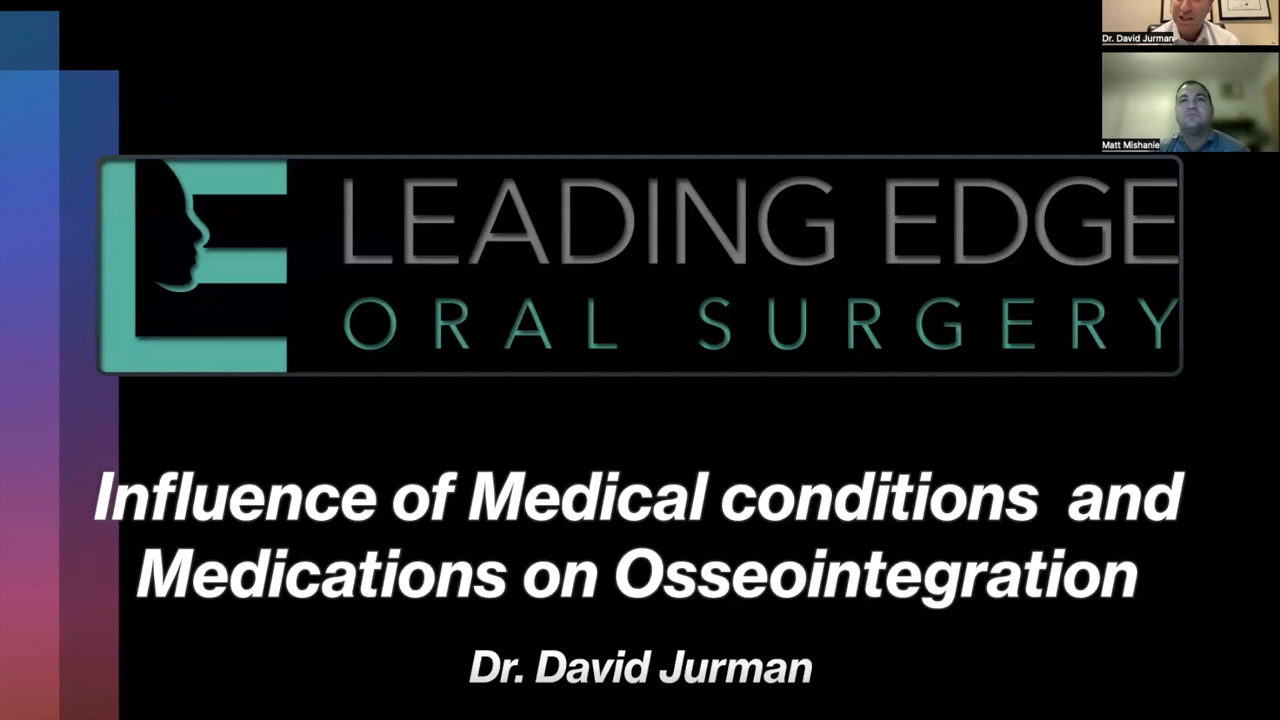 Dr. David Jurman
Matt Mishanie
LEADING EDGE
ORAL SURGERY
Influence of Medical conditions and
Medications on Osseointegration
Dr. David Jurman